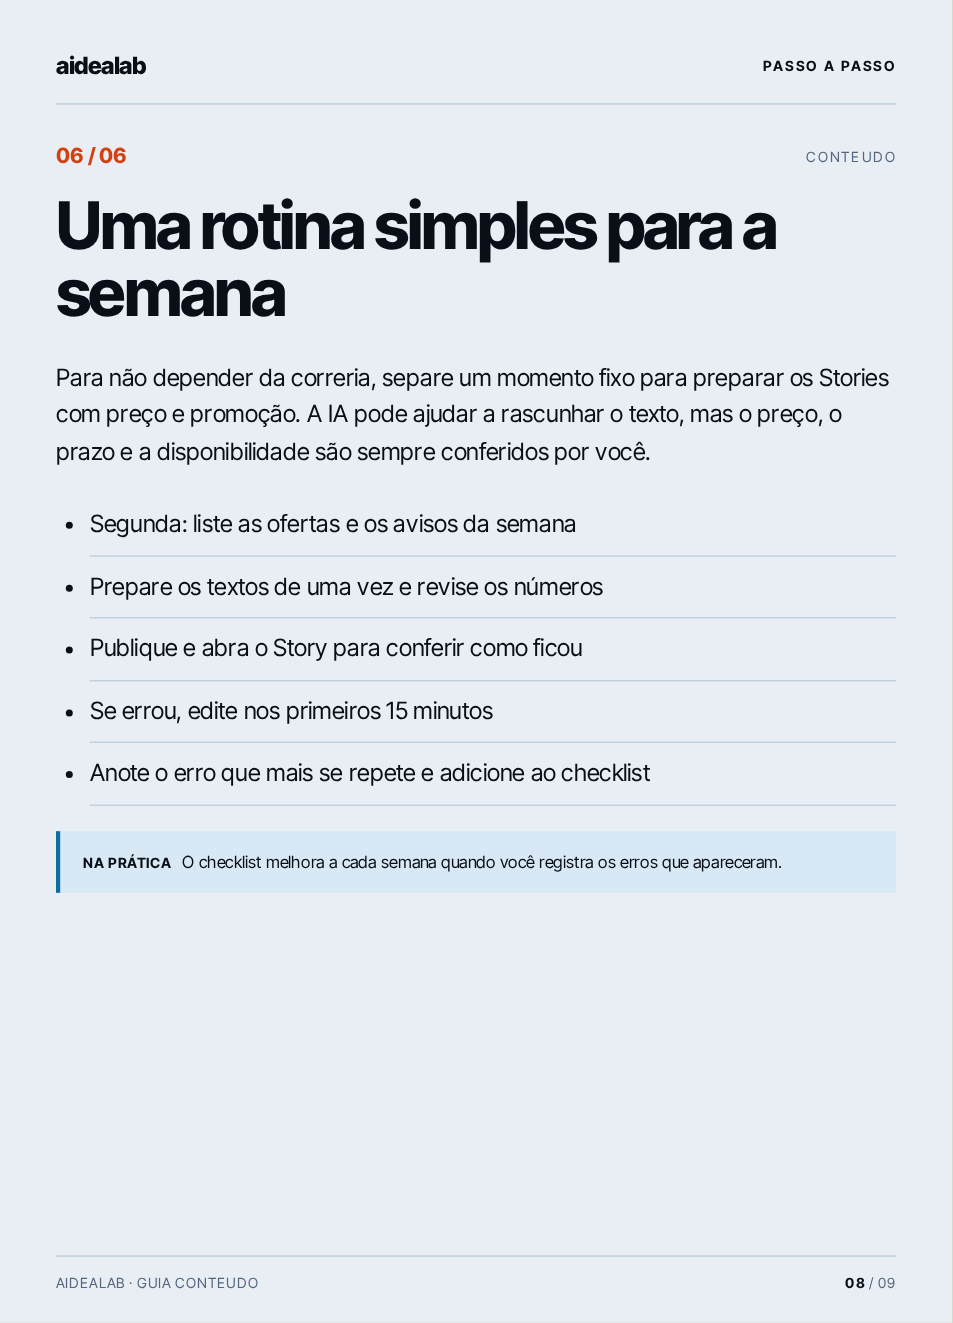 aidealab
PASSO A PASSO
06 / 06
CONTEUDO
Uma rotina simples para a
semana
Para não depender da correria, separe um momento fixo para preparar os Stories
com preço e promoção. A IA pode ajudar a rascunhar o texto, mas o preço, o
prazo e a disponibilidade são sempre conferidos por você.
• Segunda: liste as ofertas e os avisos da semana
• Prepare os textos de uma vez e revise os números
• Publique e abra o Story para conferir como ficou
• Se errou, edite nos primeiros 15 minutos
• Anote o erro que mais se repete e adicione ao checklist
NA PRÁTICA O checklist melhora a cada semana quando você registra os erros que apareceram.
AIDEALAB · GUIA CONTEUDO
08 / 09